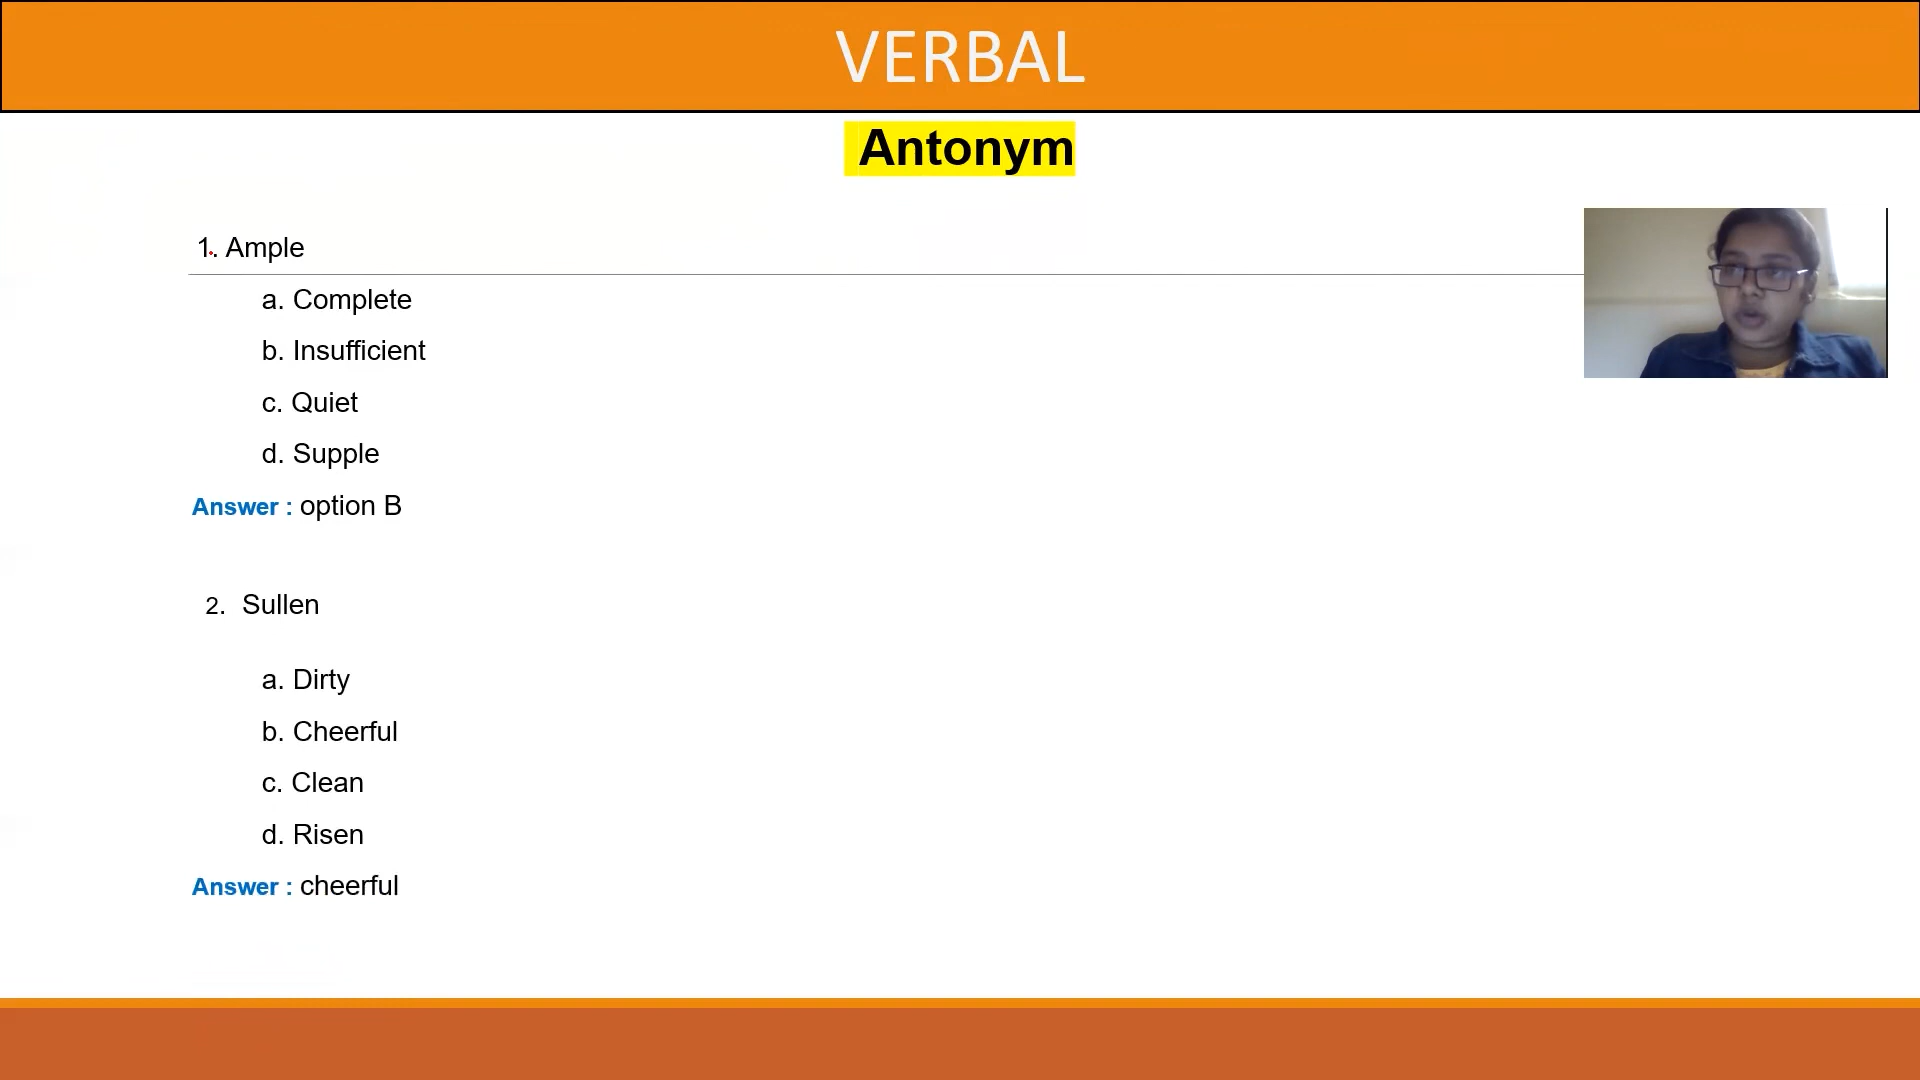 VERBAL
Antonym
1. Ample
a. Complete
b. Insufficient
c. Quiet
d. Supple
Answer : option B
2. Sullen
a. Dirty
b. Cheerful
c. Clean
d. Risen
Answer : cheerful